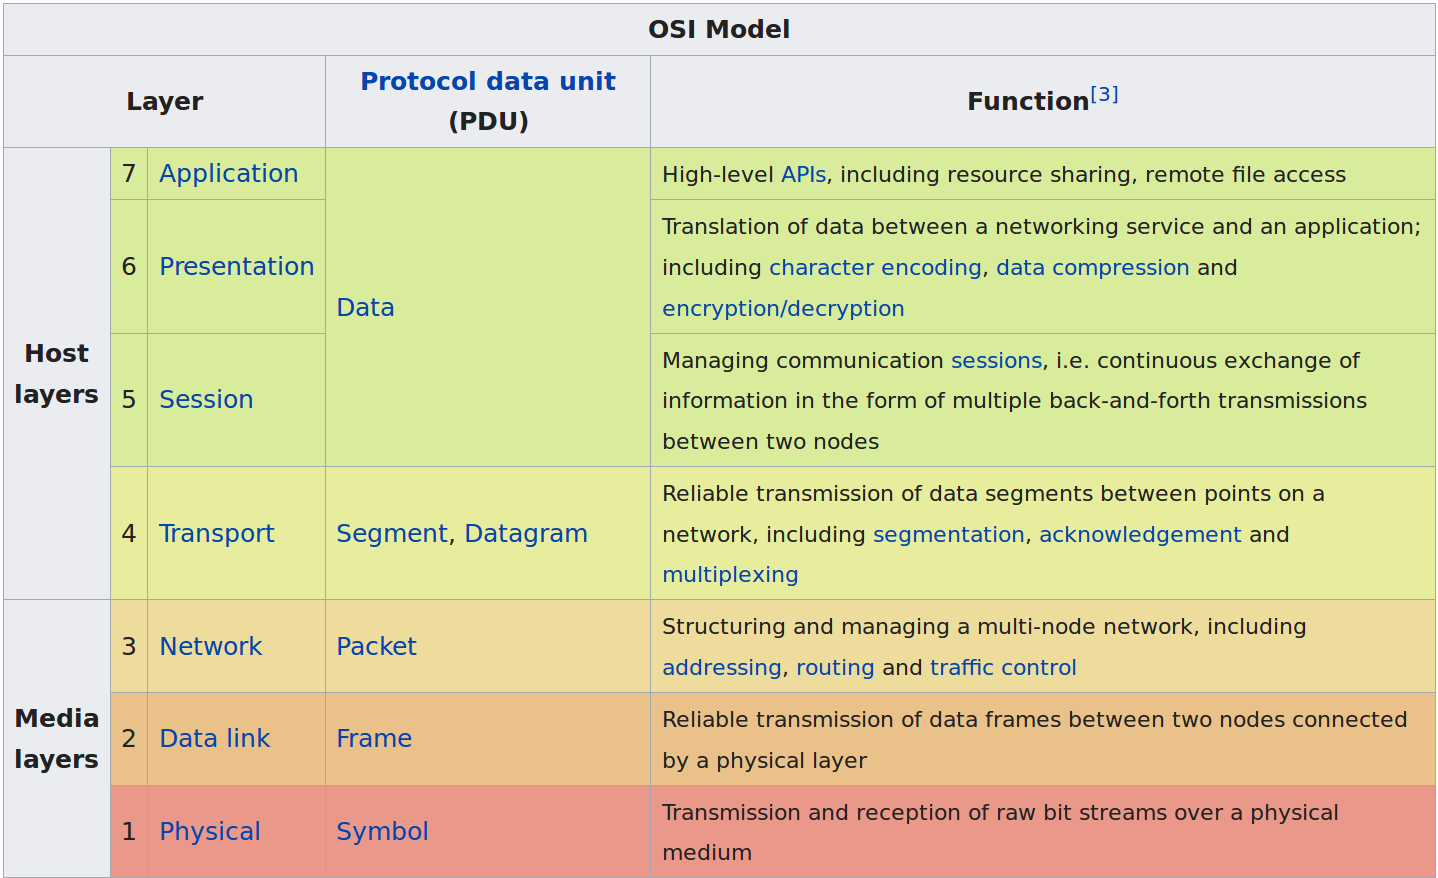 OSI Model
Layer
Protocol data unit
(PDU)
Function[3]
Host
layers
7 Application
Data
High-level APIs, including resource sharing, remote file access
6 Presentation
Translation of data between a networking service and an application;
including character encoding, data compression and
encryption/decryption
5 Session
Managing communication sessions, i.e. continuous exchange of
information in the form of multiple back-and-forth transmissions
between two nodes
4 Transport
Segment, Datagram
Reliable transmission of data segments between points on a
network, including segmentation, acknowledgement and
multiplexing
Media
layers
3 Network
Packet
Structuring and managing a multi-node network, including
addressing, routing and traffic control
2 Data link
Frame
Reliable transmission of data frames between two nodes connected
by a physical layer
1 Physical
Symbol
Transmission and reception of raw bit streams over a physical
medium